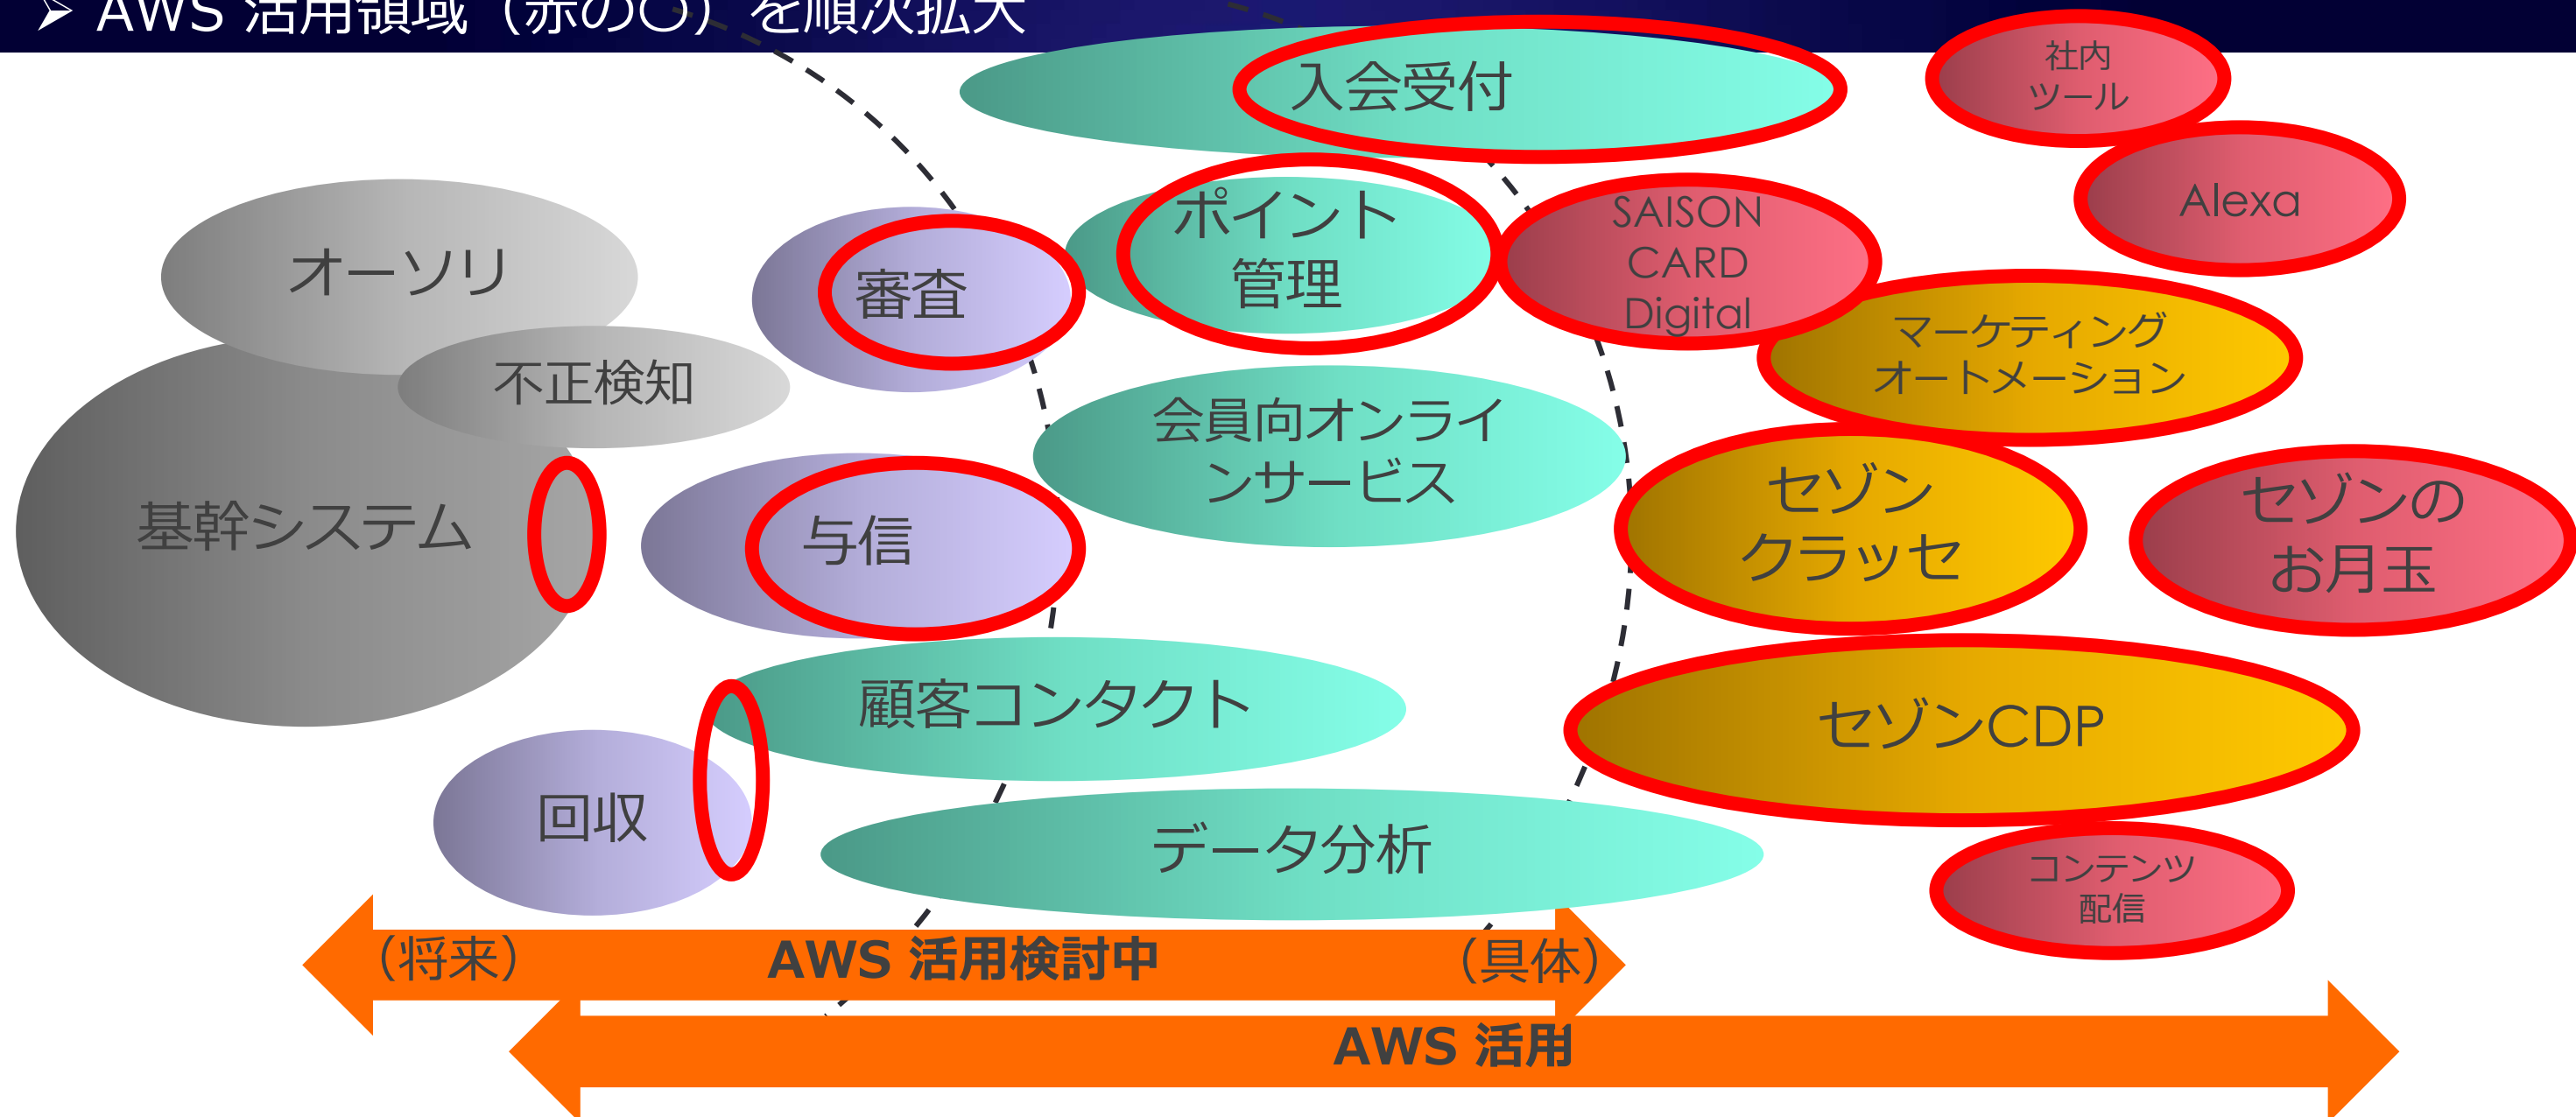 ➢ AWS 活用領域（赤の〇）を順次拡大
入会受付
社内
ツール
Alexa
ポイント
管理
SAISON
CARD
Digital
オーソリ
審査
マーケティング
オートメーション
不正検知
会員向オンライ
ンサービス
セゾン
クラッセ
セゾンの
お月玉
基幹システム
与信
顧客コンタクト
セゾンCDP
回収
データ分析
コンテンツ
配信
（将来）
AWS 活用検討中
（具体）
AWS 活用